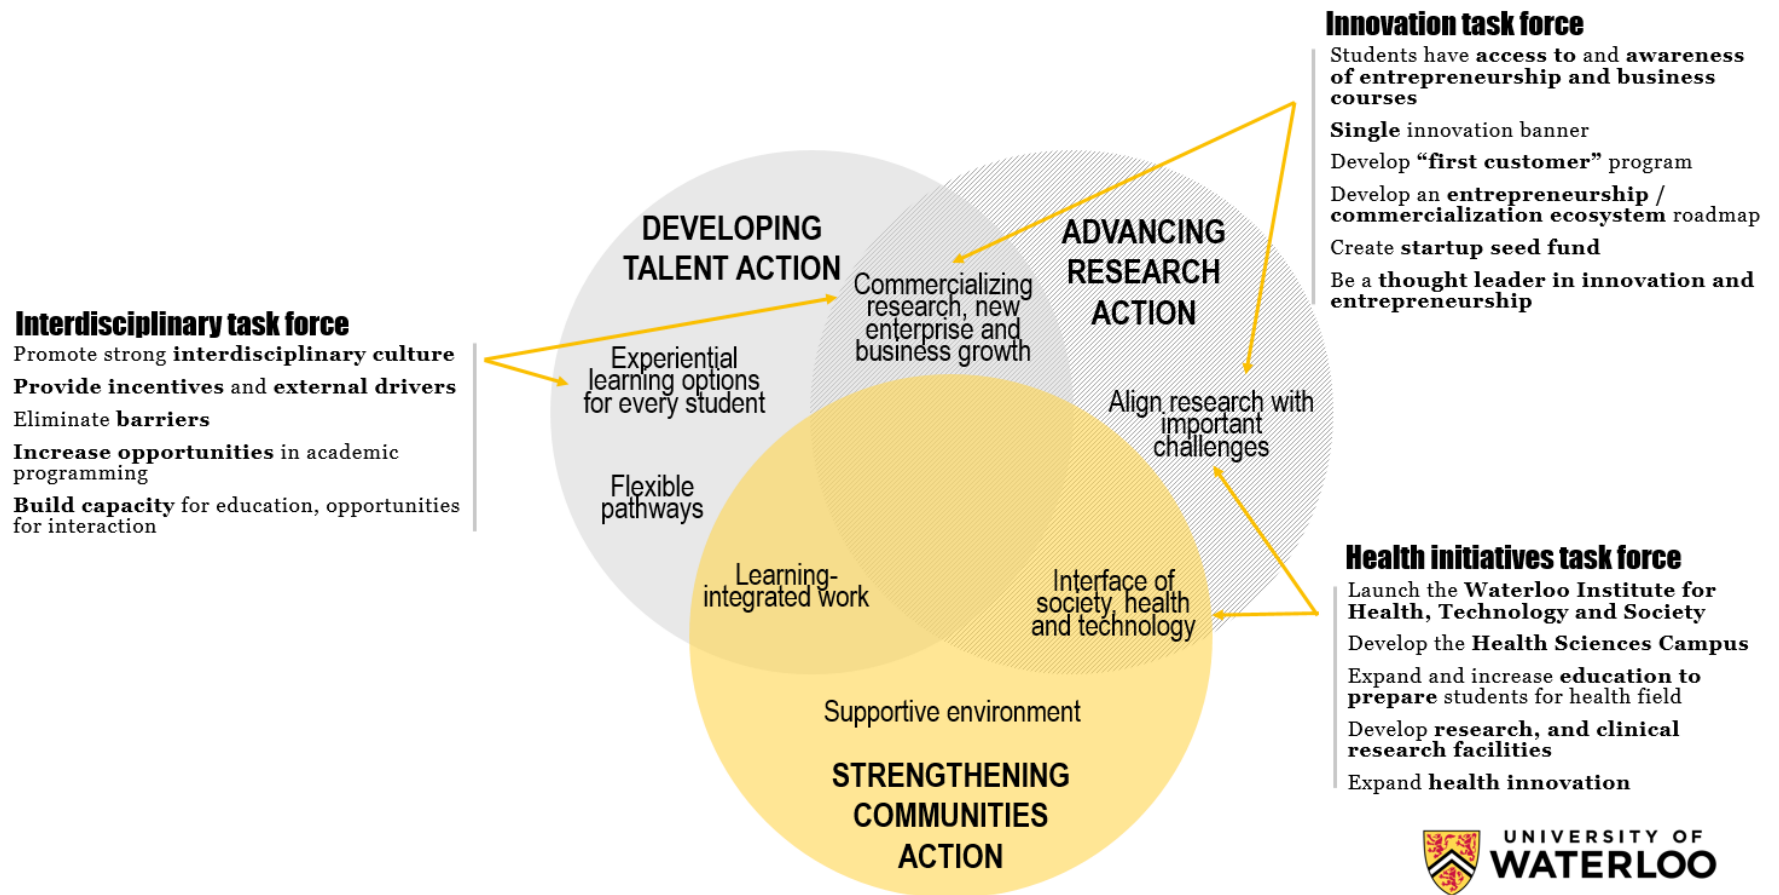 Innovation task force
Students have access to and awareness
of entrepreneurship and business
courses
Single innovation banner
Develop “first customer” program
Develop an entrepreneurship /
commercialization ecosystem roadmap
Create startup seed fund
Be a thought leader in innovation and
entrepreneurship
DEVELOPING
TALENT ACTION
ADVANCING
RESEARCH
ACTION
Commercializing
research, new
enterprise and
business growth
Interdisciplinary task force
Promote strong interdisciplinary culture
Provide incentives and external drivers
Eliminate barriers
Increase opportunities in academic
programming
Build capacity for education, opportunities
for interaction
Experiential
learning options
for every student
Align research with
important
challenges
Flexible
pathways
Learning-
integrated work
Interface of
society, health
and technology
Health initiatives task force
Launch the Waterloo Institute for
Health, Technology and Society
Develop the Health Sciences Campus
Expand and increase education to
prepare students for health field
Develop research, and clinical
research facilities
Expand health innovation
Supportive environment
STRENGTHENING
COMMUNITIES
ACTION
UNIVERSITY OF
WATERLOO